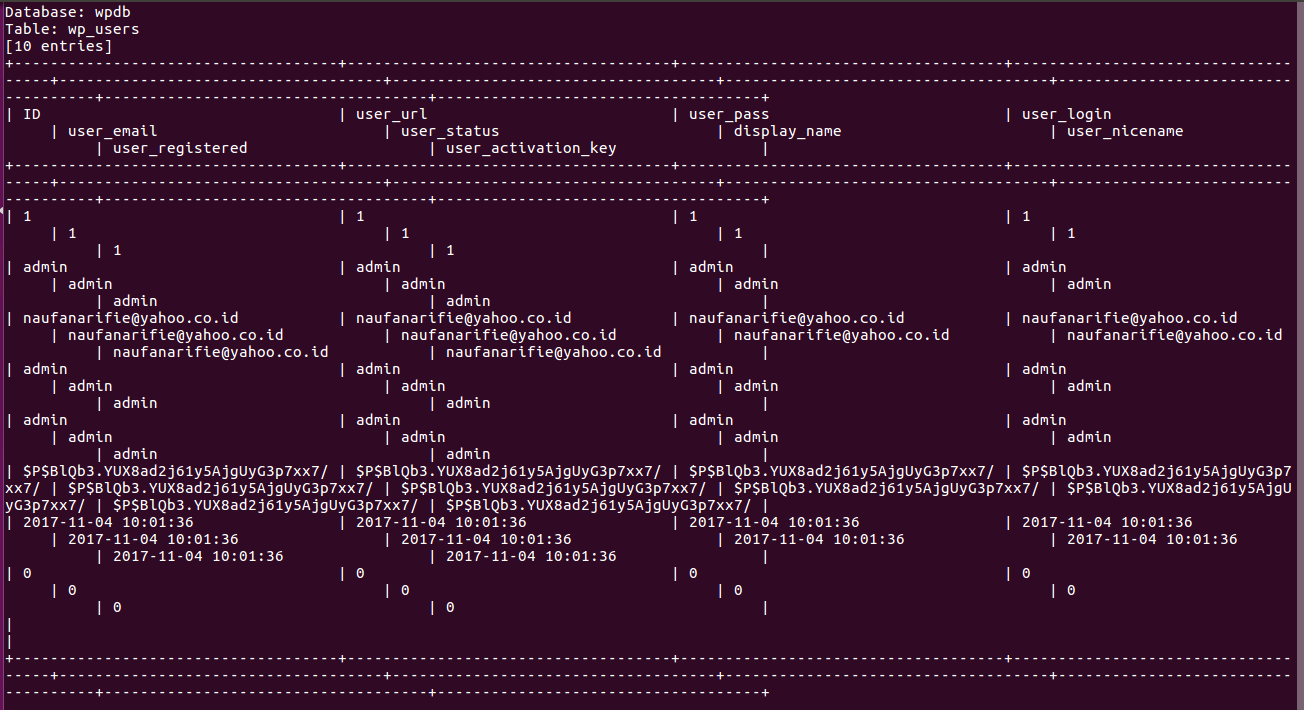 Database: wpdb
Table: wp_users
[10 entries]
+-------------------------------------+-------------------------------------+-------------------------------------+-------------------------------
-----+-------------------------------------+-------------------------------------+-------------------------------------+--------------------------
----------+-------------------------------------+-------------------------------------+
| ID | user_url | user_pass | user_login
| user_email | user_status | display_name | user_nicename
| user_registered | user_activation_key |
+-------------------------------------+-------------------------------------+-------------------------------------+-------------------------------
-----+-------------------------------------+-------------------------------------+-------------------------------------+--------------------------
----------+-------------------------------------+-------------------------------------+
| 1 | 1 | 1 | 1
| 1 | 1 | 1 | 1
| 1 | 1 |
| admin | admin | admin | admin
| admin | admin | admin | admin
| admin | admin |
| naufanarifie@yahoo.co.id | naufanarifie@yahoo.co.id | naufanarifie@yahoo.co.id | naufanarifie@yahoo.co.id
| naufanarifie@yahoo.co.id | naufanarifie@yahoo.co.id | naufanarifie@yahoo.co.id | naufanarifie@yahoo.co.id
| naufanarifie@yahoo.co.id | naufanarifie@yahoo.co.id |
| admin | admin | admin | admin
| admin | admin | admin | admin
| admin | admin |
| admin | admin | admin | admin
| admin | admin | admin | admin
| admin | admin |
| $P$BlQb3.YUX8ad2j61y5AjgUyG3p7xx7/ | $P$BlQb3.YUX8ad2j61y5AjgUyG3p7xx7/ | $P$BlQb3.YUX8ad2j61y5AjgUyG3p7xx7/ | $P$BlQb3.YUX8ad2j61y5AjgUyG3p7
xx7/ | $P$BlQb3.YUX8ad2j61y5AjgUyG3p7xx7/ | $P$BlQb3.YUX8ad2j61y5AjgUyG3p7xx7/ | $P$BlQb3.YUX8ad2j61y5AjgUyG3p7xx7/ | $P$BlQb3.YUX8ad2j61y5AjgU
yG3p7xx7/ | $P$BlQb3.YUX8ad2j61y5AjgUyG3p7xx7/ | $P$BlQb3.YUX8ad2j61y5AjgUyG3p7xx7/ |
| 2017-11-04 10:01:36 | 2017-11-04 10:01:36 | 2017-11-04 10:01:36 | 2017-11-04 10:01:36
| 2017-11-04 10:01:36 | 2017-11-04 10:01:36 | 2017-11-04 10:01:36 | 2017-11-04 10:01:36
| 2017-11-04 10:01:36 | 2017-11-04 10:01:36 |
| 0 | 0 | 0 | 0
| 0 | 0 | 0 | 0
| 0 | 0 |
|
|
+-------------------------------------+-------------------------------------+-------------------------------------+-------------------------------
-----+-------------------------------------+-------------------------------------+-------------------------------------+--------------------------
----------+-------------------------------------+-------------------------------------+